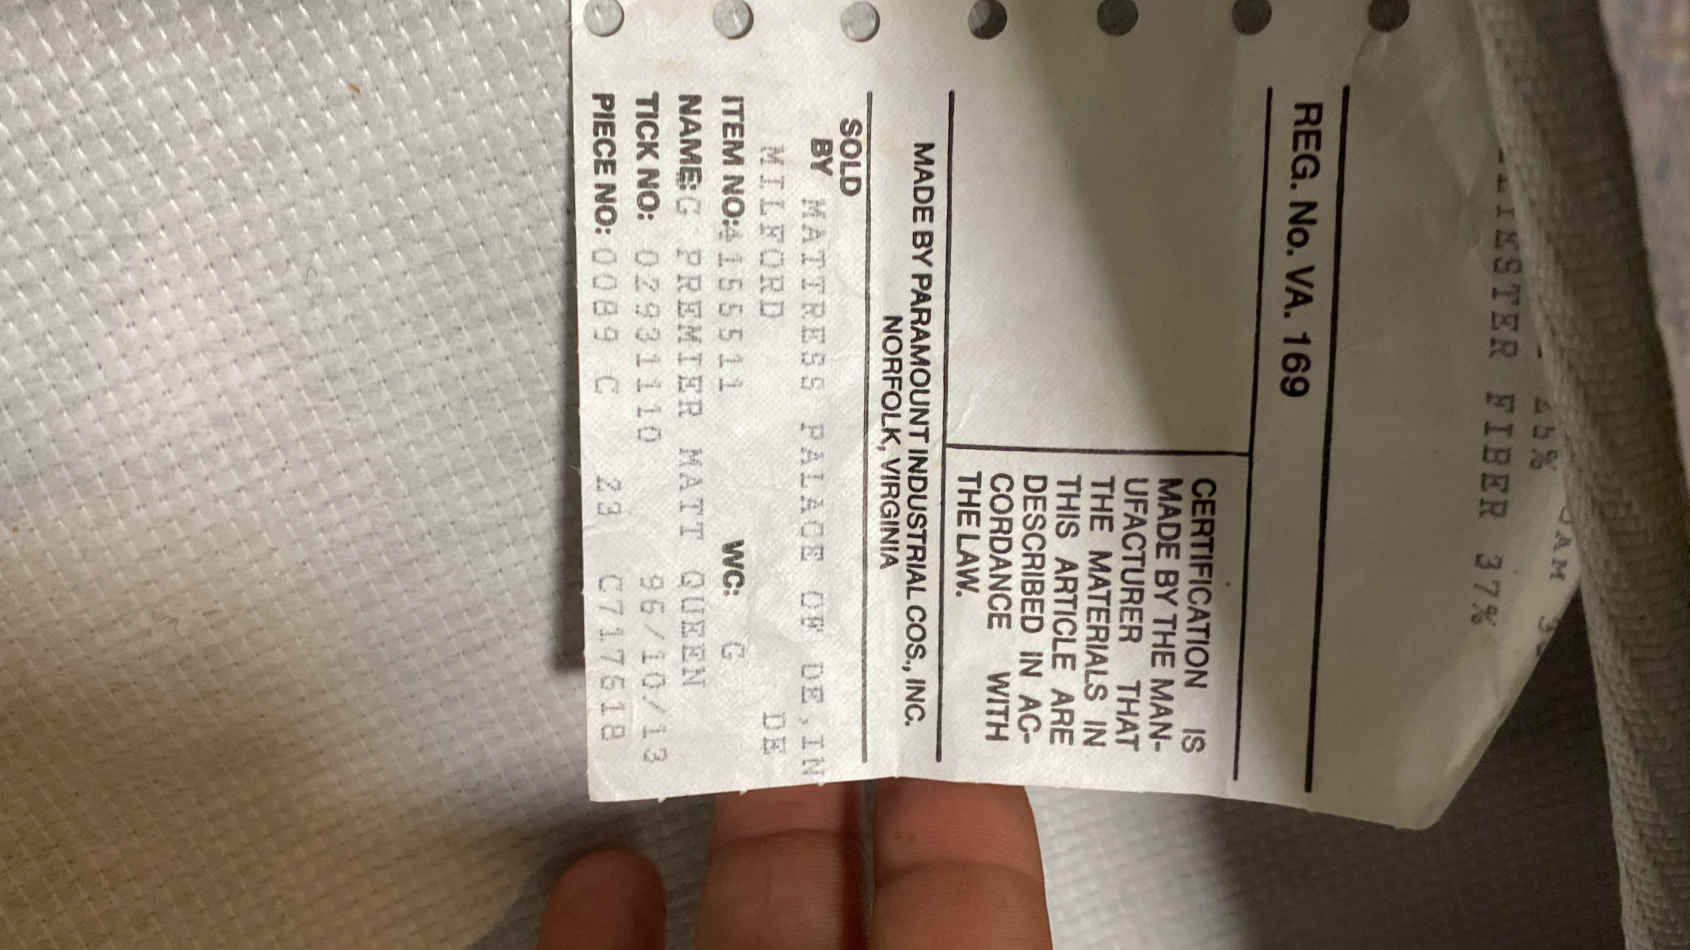 25%
FIBER 37%
REG. No. VA. 169
CERTIFICATION IS
MADE BY THE MAN-
UFACTURER THAT
THE MATERIALS IN
THIS ARTICLE ARE
DESCRIBED IN AC-
CORDANCE WITH
THE LAW.
MADE BY PARAMOUNT INDUSTRIAL COS., INC.
NORFOLK, VIRGINIA
SOLD
BY MATTRESS PALACE OF DE, IN
MILFORD DE
ITEM NO: 4155511 WC: G
NAME: G PREMIER MATT QUEEN
TICK NO: 02931110 96/10/13
PIECE NO: 0089 C 23 C717618